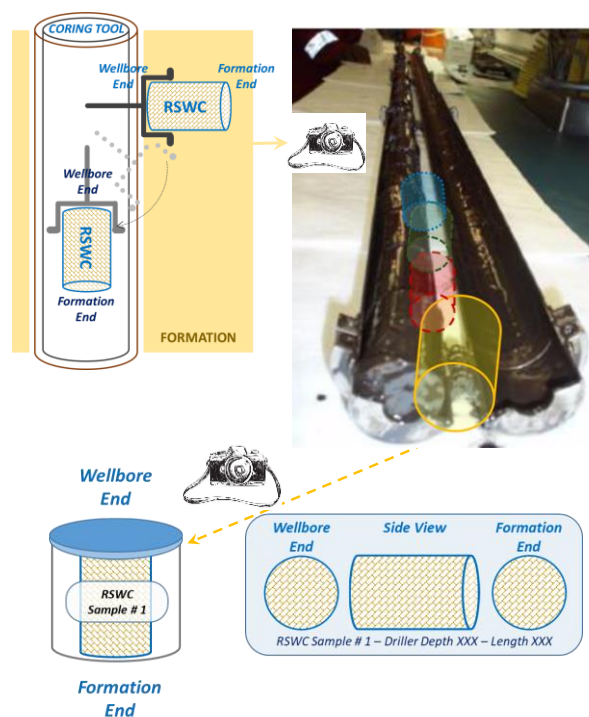 CORING TOOL
Wellbore
End
Formation
End
RSWC
Wellbore
End
RSWC
Formation
End
FORMATION
Wellbore
End
RSWC
Sample # 1
Formation
End
Wellbore
End
Side View
Formation
End
RSWC Sample # 1 – Driller Depth XXX – Length XXX